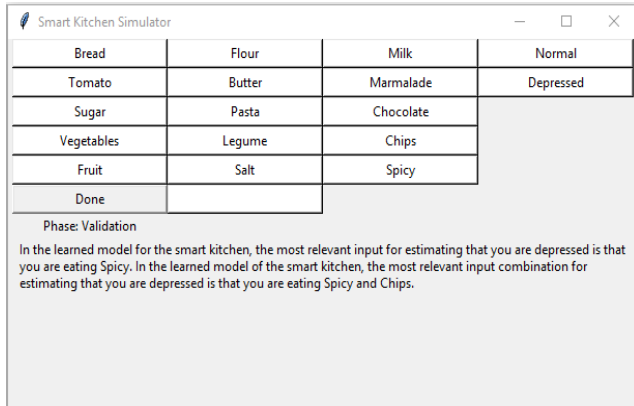 Smart Kitchen Simulator
Bread Flour Milk Normal
Tomato Butter Marmalade Depressed
Sugar Pasta Chocolate
Vegetables Legume Chips
Fruit Salt Spicy
Done
Phase: Validation
In the learned model for the smart kitchen, the most relevant input for estimating that you are depressed is that
you are eating Spicy. In the learned model of the smart kitchen, the most relevant input combination for
estimating that you are depressed is that you are eating Spicy and Chips.